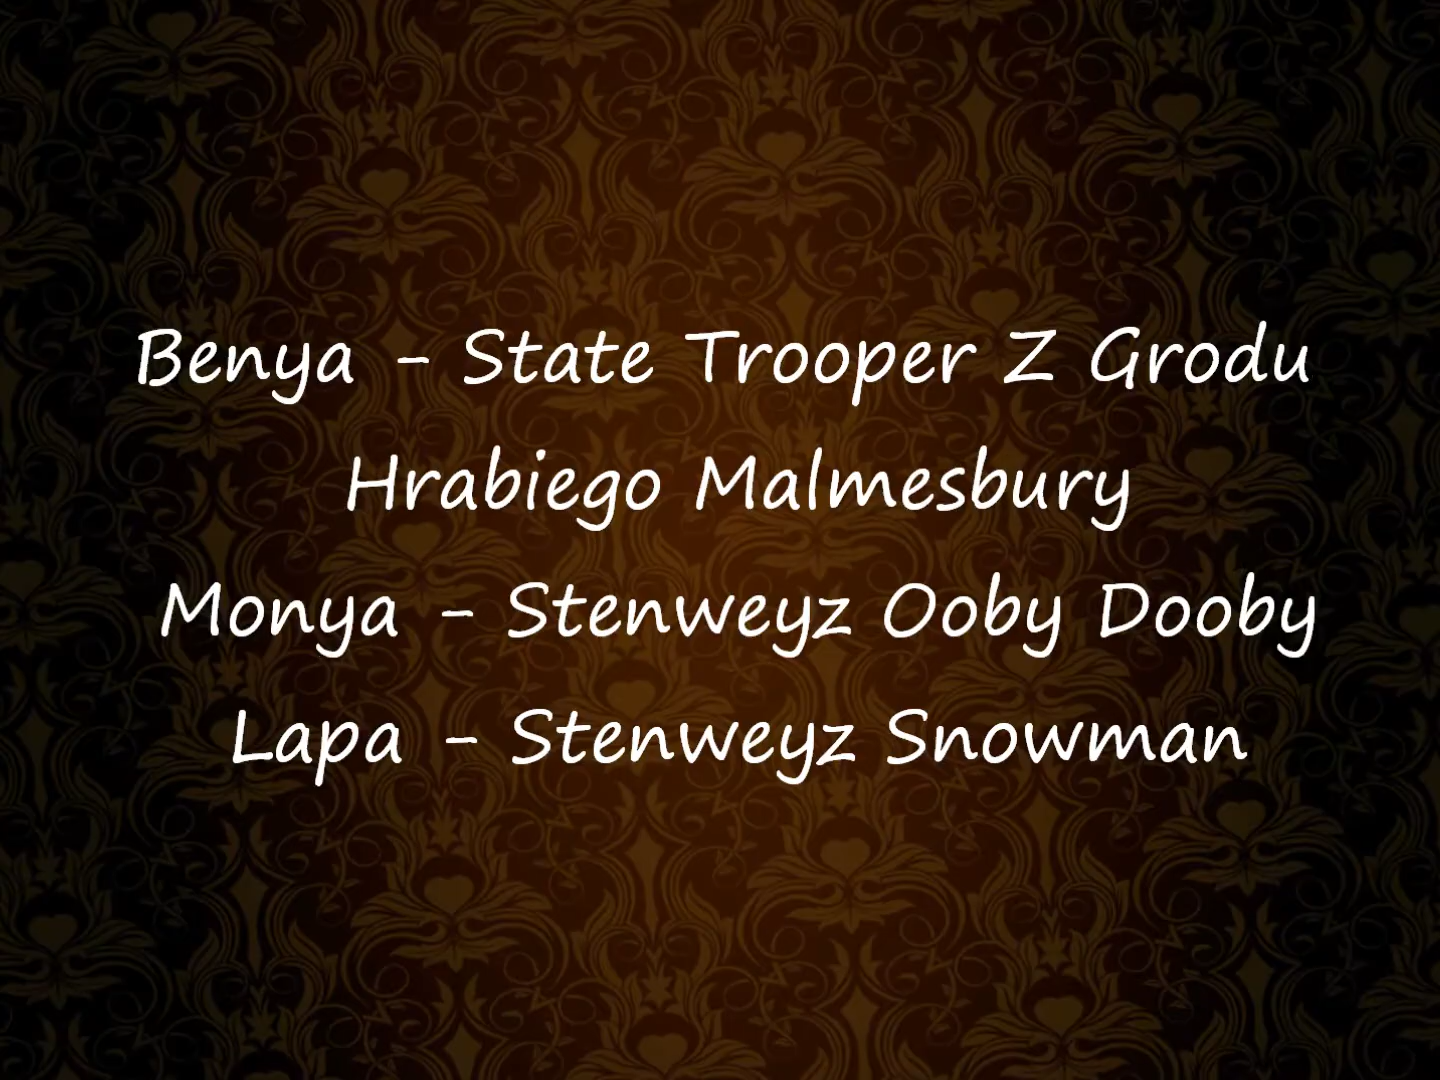 Benya - State Trooper Z Grodu
Hrabiego Malmesbury
Monya - Stenweyz Ooby Dooby
Lapa - Stenweyz Snowman